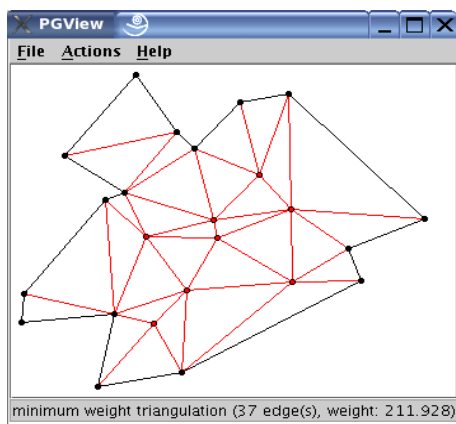 PGView
File Actions Help
minimum weight triangulation (37 edge(s), weight: 211.928)